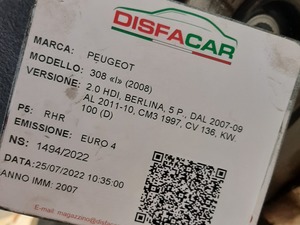 DISFACAR
MARCA: PEUGEOT
MODELLO: 308 «I» (2008)
VERSIONE: 2.0 HDI, BERLINA, 5 P., DAL 2007-09
AL 2011-10, CM3 1997, CV 136, KW
100 (D)
P5: RHR
EMISSIONE: EURO 4
NS: 1494/2022
DATA:25/07/2022 10:35:00
ANNO IMM: 2007
E-mail: